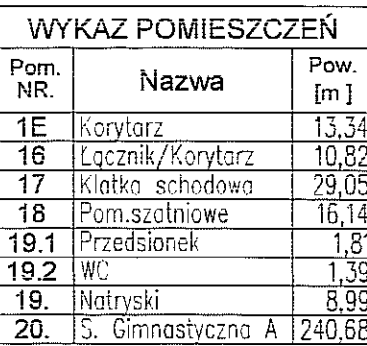 WYKAZ POMIESZCZEŃ
Pom. NR. Nazwa Pow. [m ]
1E Korytarz 13,34
16 Łącznik/Korytarz 10,82
17 Klatka schodowa 29,05
18 Pom.szatniowe 16,14
19.1 Przedsionek 1,81
19.2 WC 1,39
19. Natryski 8,99
20. S. Gimnastyczna A 240,68